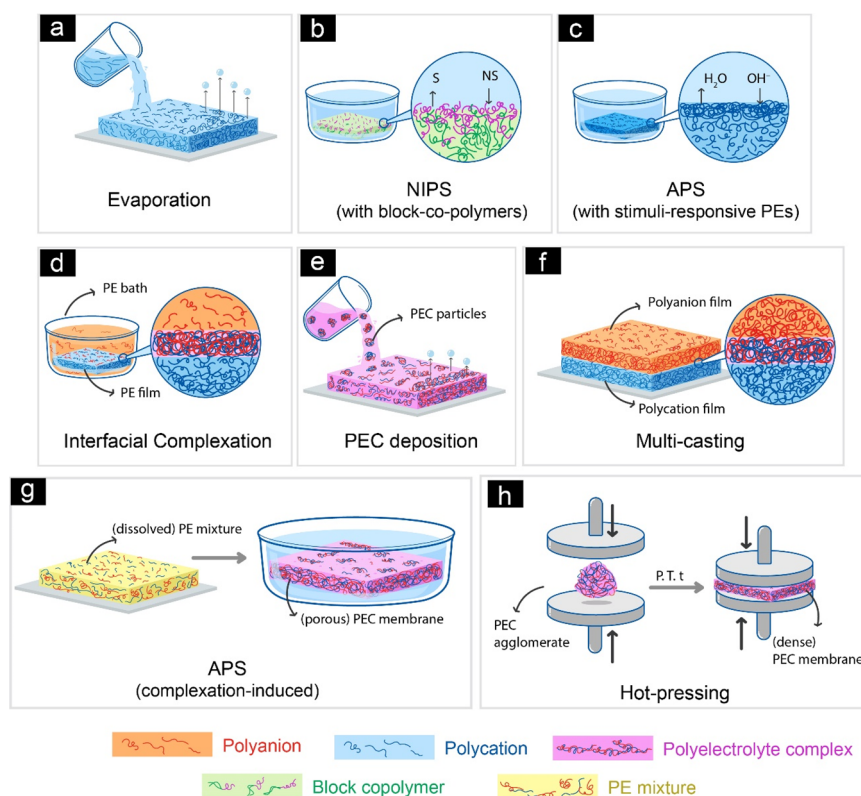 a
Evaporation
b
S
NS
NIPS
(with block-co-polymers)
c
H₂O
OH⁻
APS
(with stimuli-responsive PEs)
d
PE bath
PE film
Interfacial Complexation
e
PEC particles
PEC deposition
f
Polyanion film
Polycation film
Multi-casting
g
(dissolved) PE mixture
(porous) PEC membrane
APS
(complexation-induced)
h
PEC
agglomerate
P. T. t
(dense)
PEC membrane
Hot-pressing
Polyanion
Polycation
Polyelectrolyte complex
Block copolymer
PE mixture